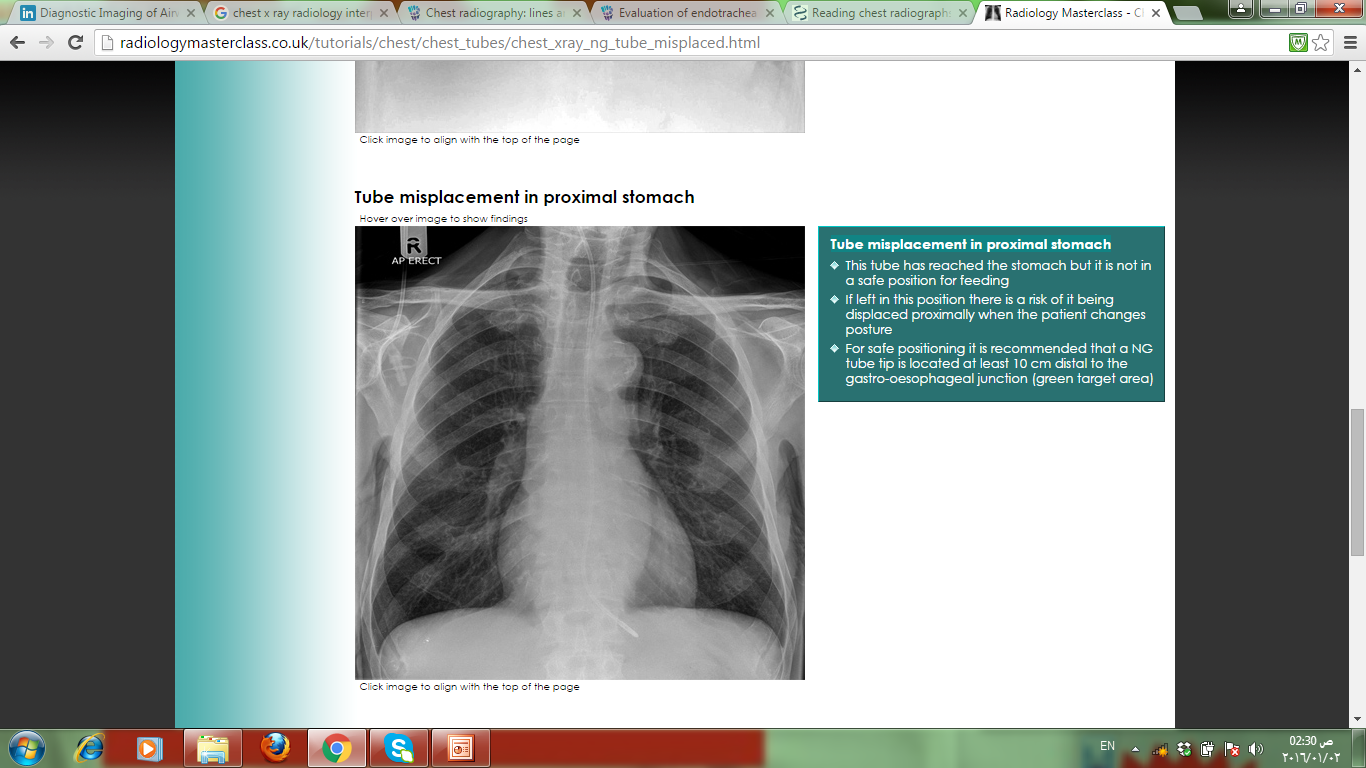 Diagnostic Imaging of Air
chest x ray radiology inter
Chest radiography: lines a
Evaluation of endotrachea
Reading chest radiograph
Radiology Masterclass - C
radiologymasterclass.co.uk/tutorials/chest/chest_tubes/chest_xray_ng_tube_misplaced.html
Click image to align with the top of the page
Tube misplacement in proximal stomach
Hover over image to show findings
R
AP ERECT
Tube misplacement in proximal stomach
This tube has reached the stomach but it is not in
a safe position for feeding
If left in this position there is a risk of it being
displaced proximally when the patient changes
posture
For safe positioning it is recommended that a NG
tube tip is located at least 10 cm distal to the
gastro-oesophageal junction (green target area)
Click image to align with the top of the page
EN
02:30 ص
٢٠١٦/٠١/٠٢